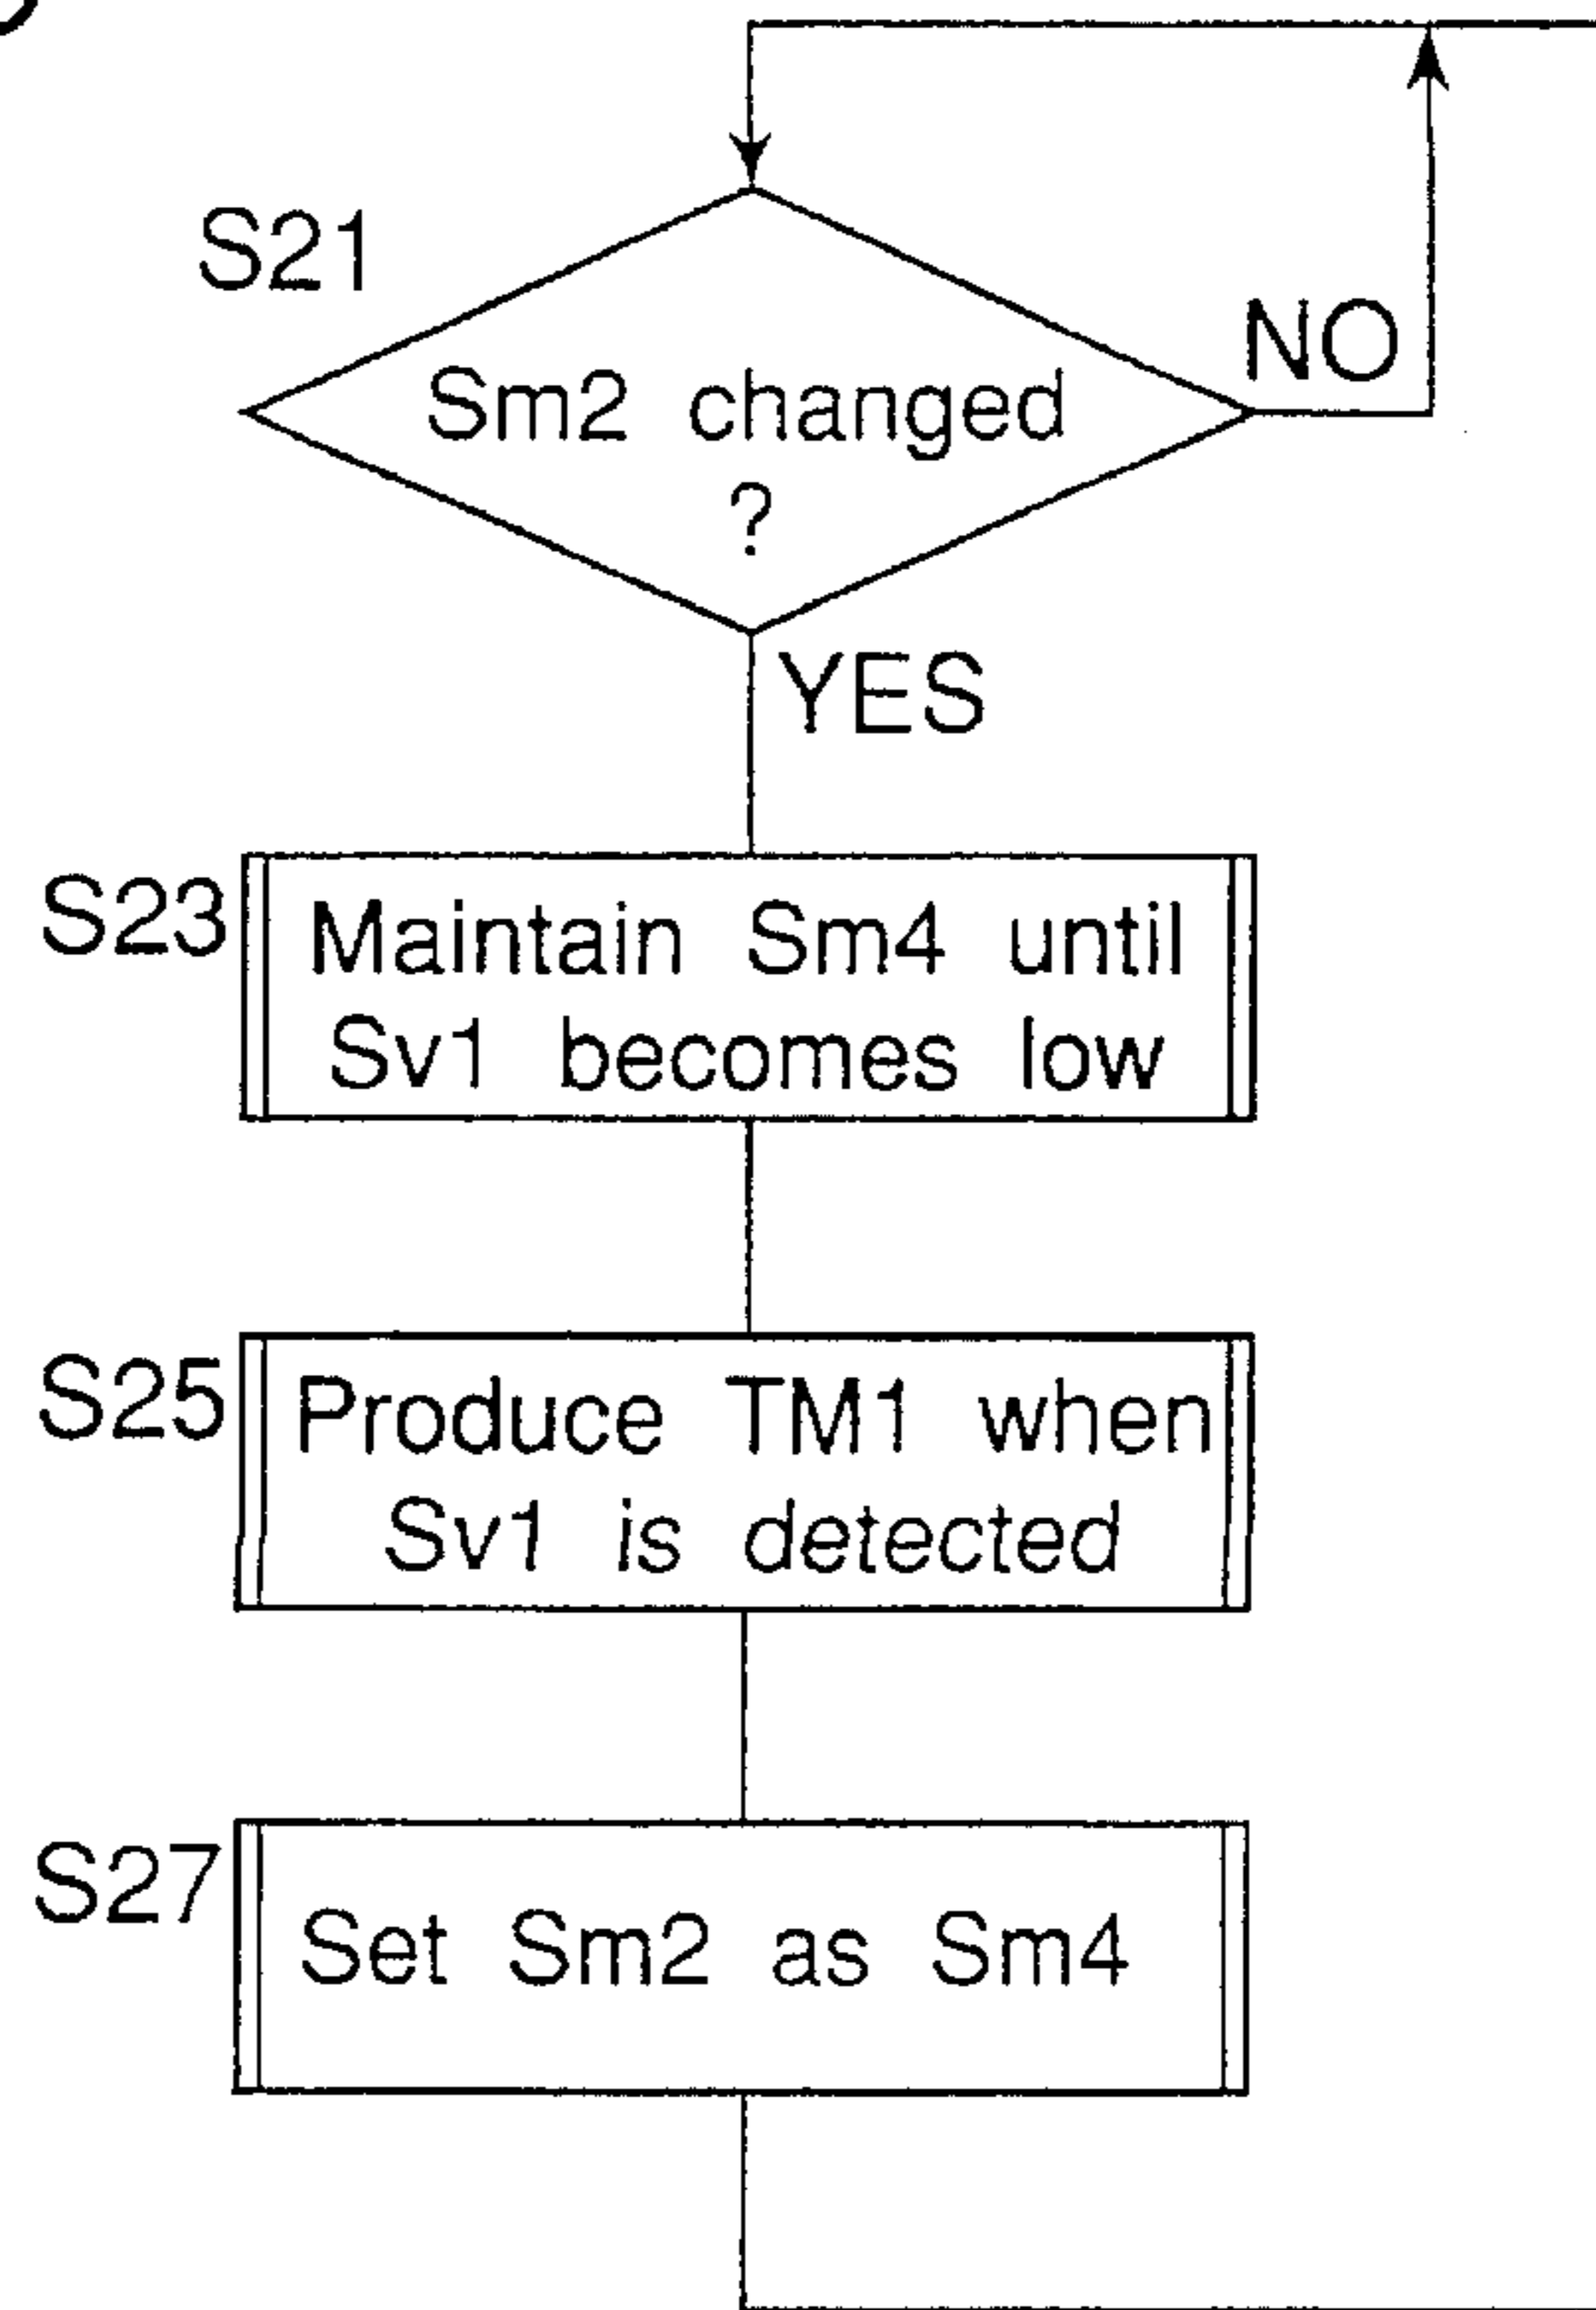 S21
Sm2 changed
?
NO
YES
S23
Maintain Sm4 until
Sv1 becomes low
S25
Produce TM1 when
Sv1 is detected
S27
Set Sm2 as Sm4